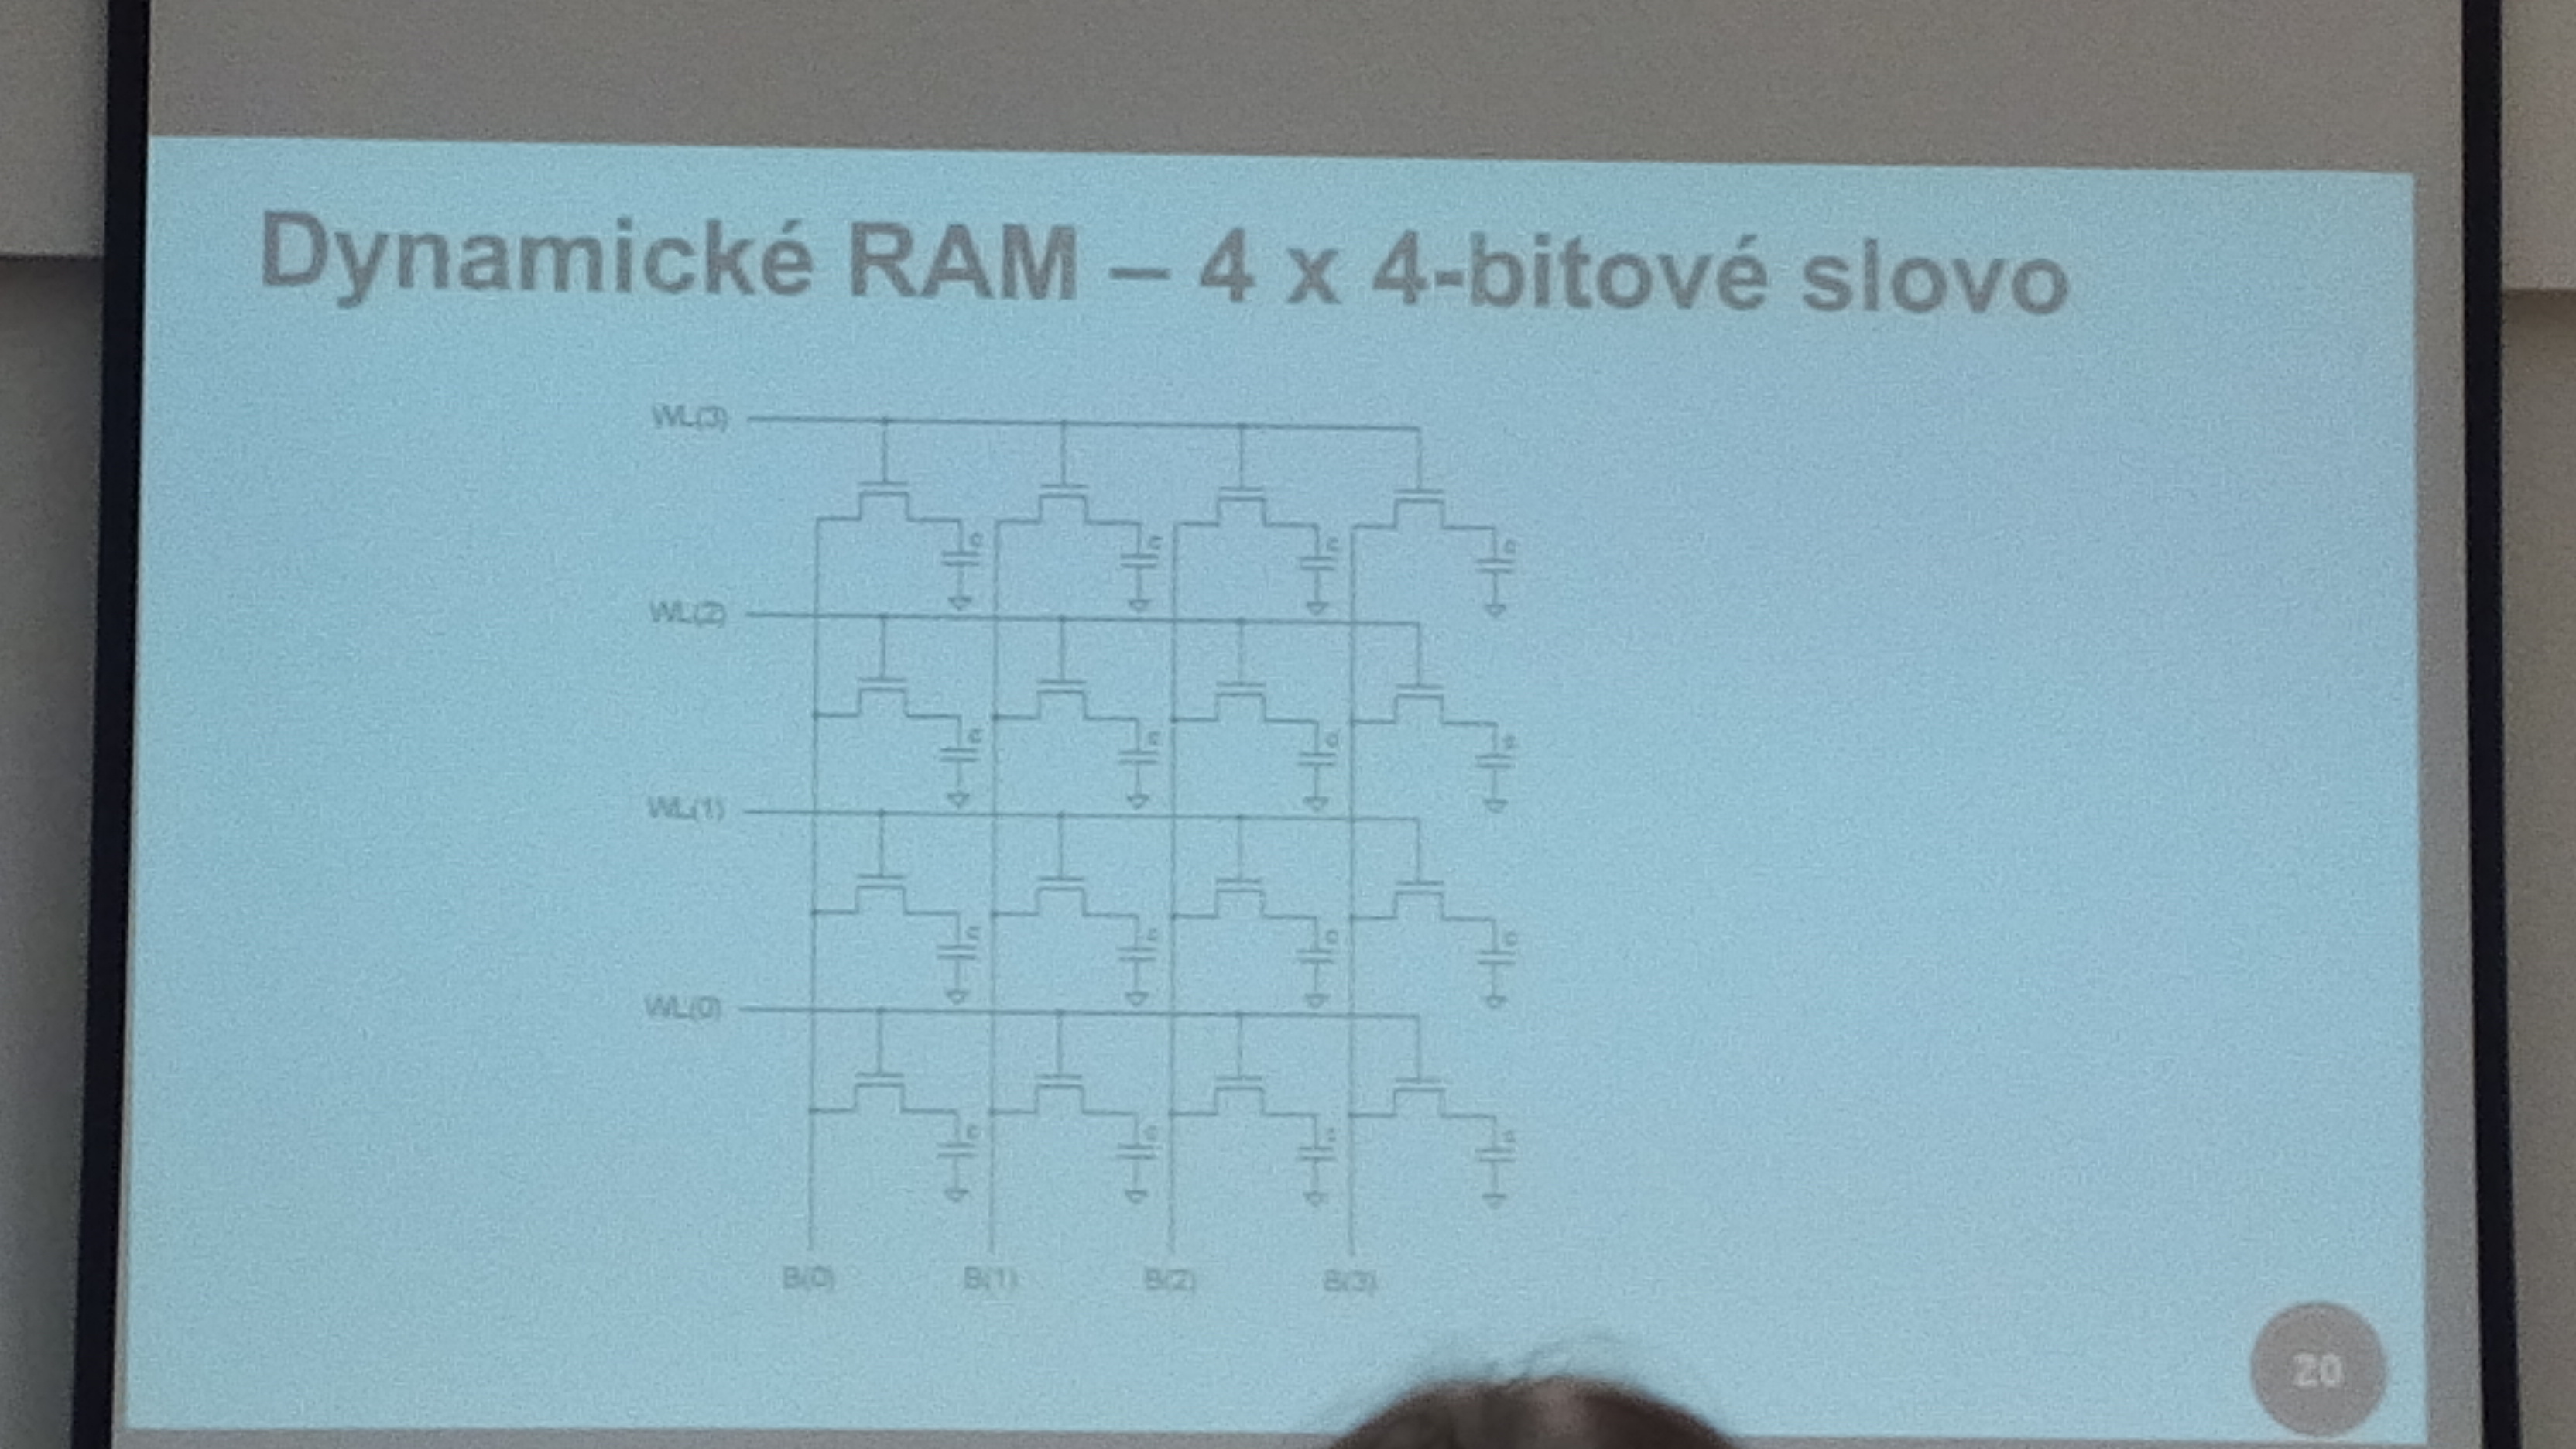 Dynamické RAM – 4 x 4-bitové slovo
WL(3)
C C C C
WL(2)
C C C C
WL(1)
C C C C
WL(0)
C C C C
B(0) B(1) B(2) B(3)
20